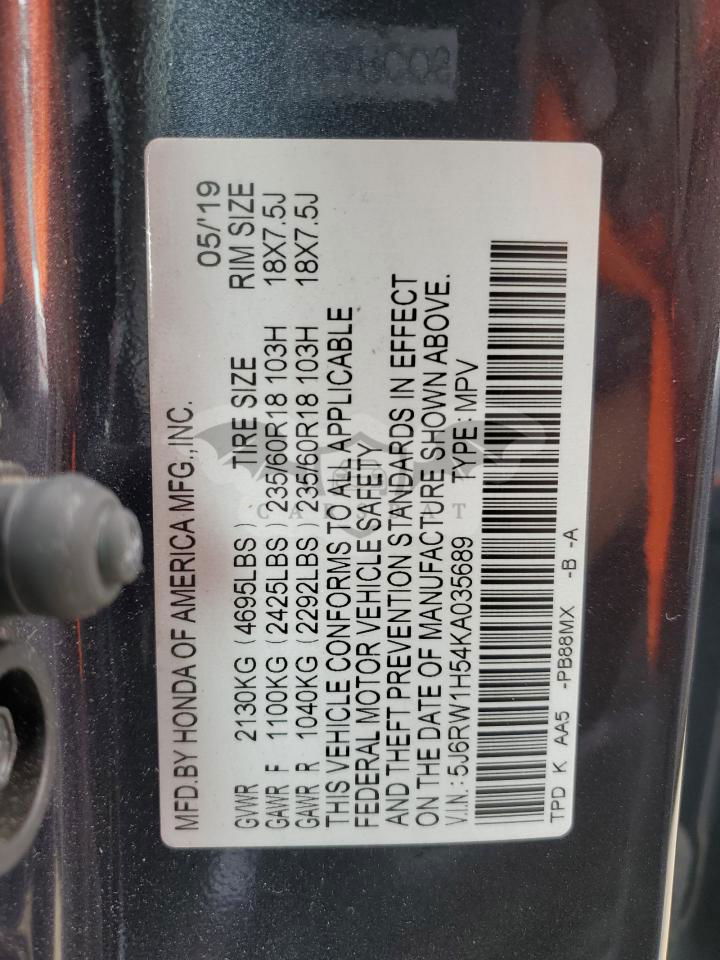 MFD.BY HONDA OF AMERICA MFG.,INC. 05/'19
GVWR 2130KG (4695LBS) TIRE SIZE RIM SIZE
GAWR F 1100KG (2425LBS) 235/60R18 103H 18X7.5J
GAWR R 1040KG (2292LBS) 235/60R18 103H 18X7.5J
THIS VEHICLE CONFORMS TO ALL APPLICABLE
FEDERAL MOTOR VEHICLE SAFETY
AND THEFT PREVENTION STANDARDS IN EFFECT
ON THE DATE OF MANUFACTURE SHOWN ABOVE.
V.I.N.: 5J6RW1H54KA035689 TYPE: MPV
TPD K AA5 -PB88MX -B -A